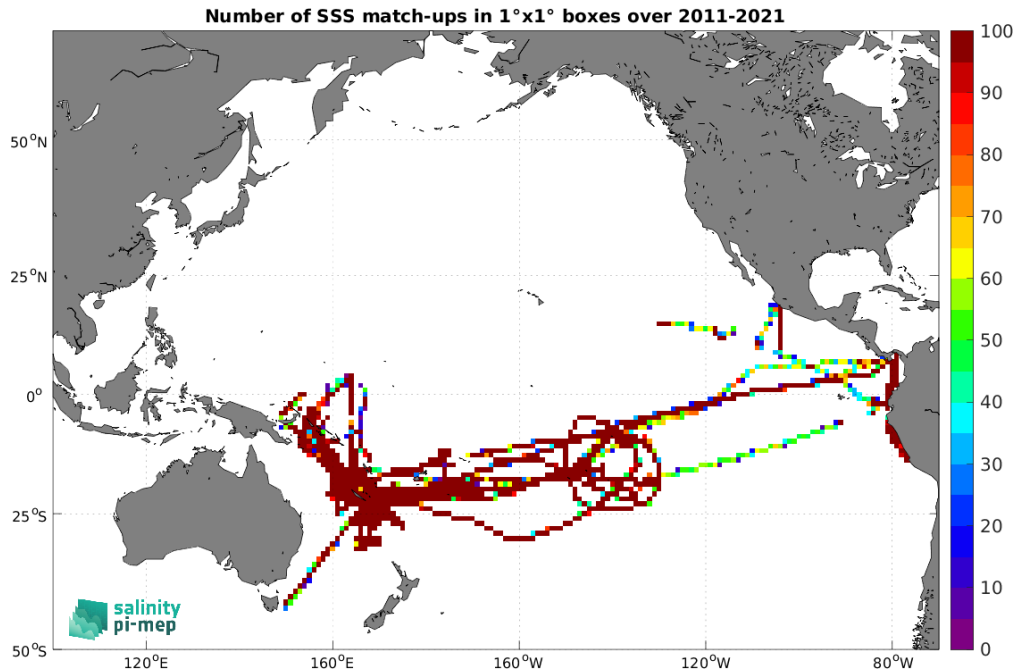 Number of SSS match-ups in 1°x1° boxes over 2011-2021
100
90
80
70
60
50
40
30
20
10
0
50°N
25°N
0°
25°S
50°S
120°E
160°E
160°W
120°W
80°W
salinity
pi-mep